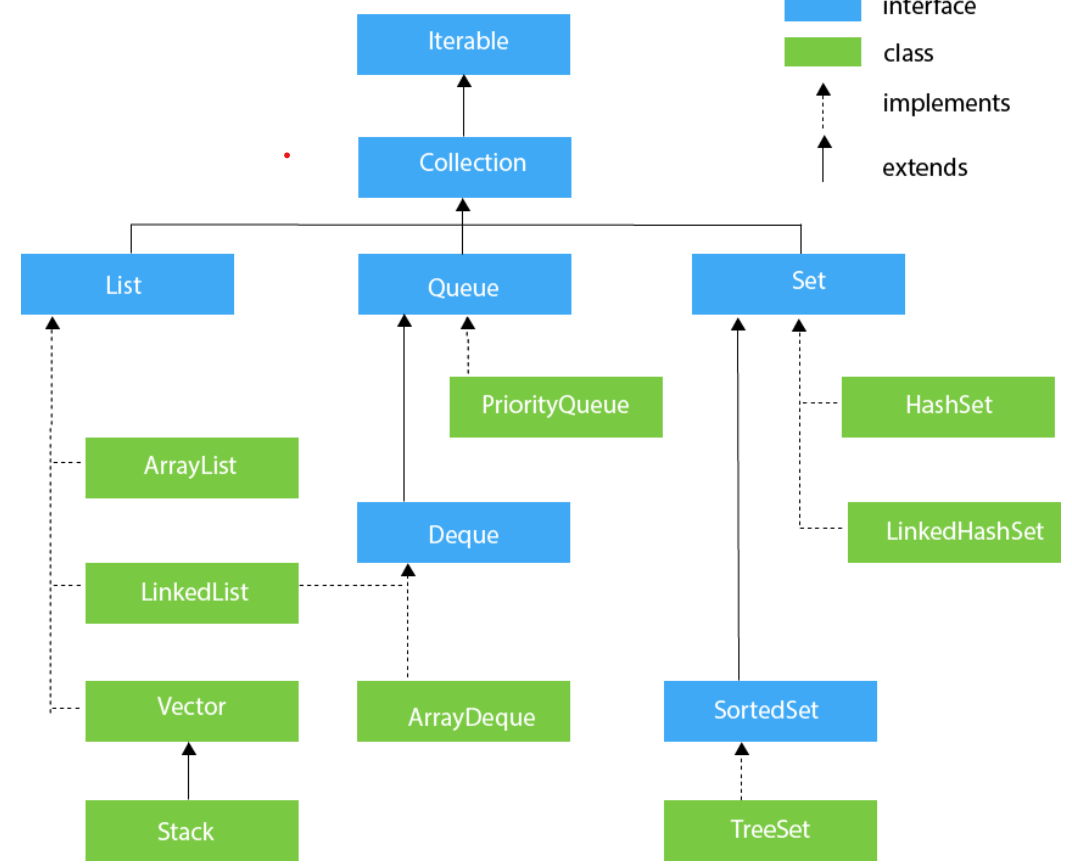 interface
Iterable
class
implements
Collection
extends
List
Queue
Set
PriorityQueue
HashSet
ArrayList
Deque
LinkedHashSet
LinkedList
Vector
ArrayDeque
SortedSet
Stack
TreeSet